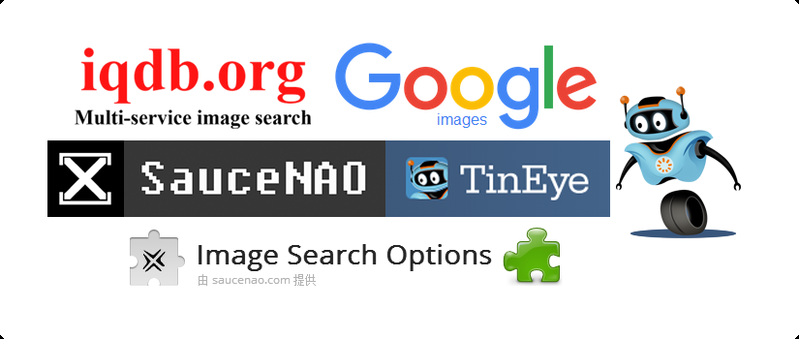 iqdb.org
Multi-service image search
Google
images
SauceNAO
TinEye
Image Search Options
由 saucenao.com 提供